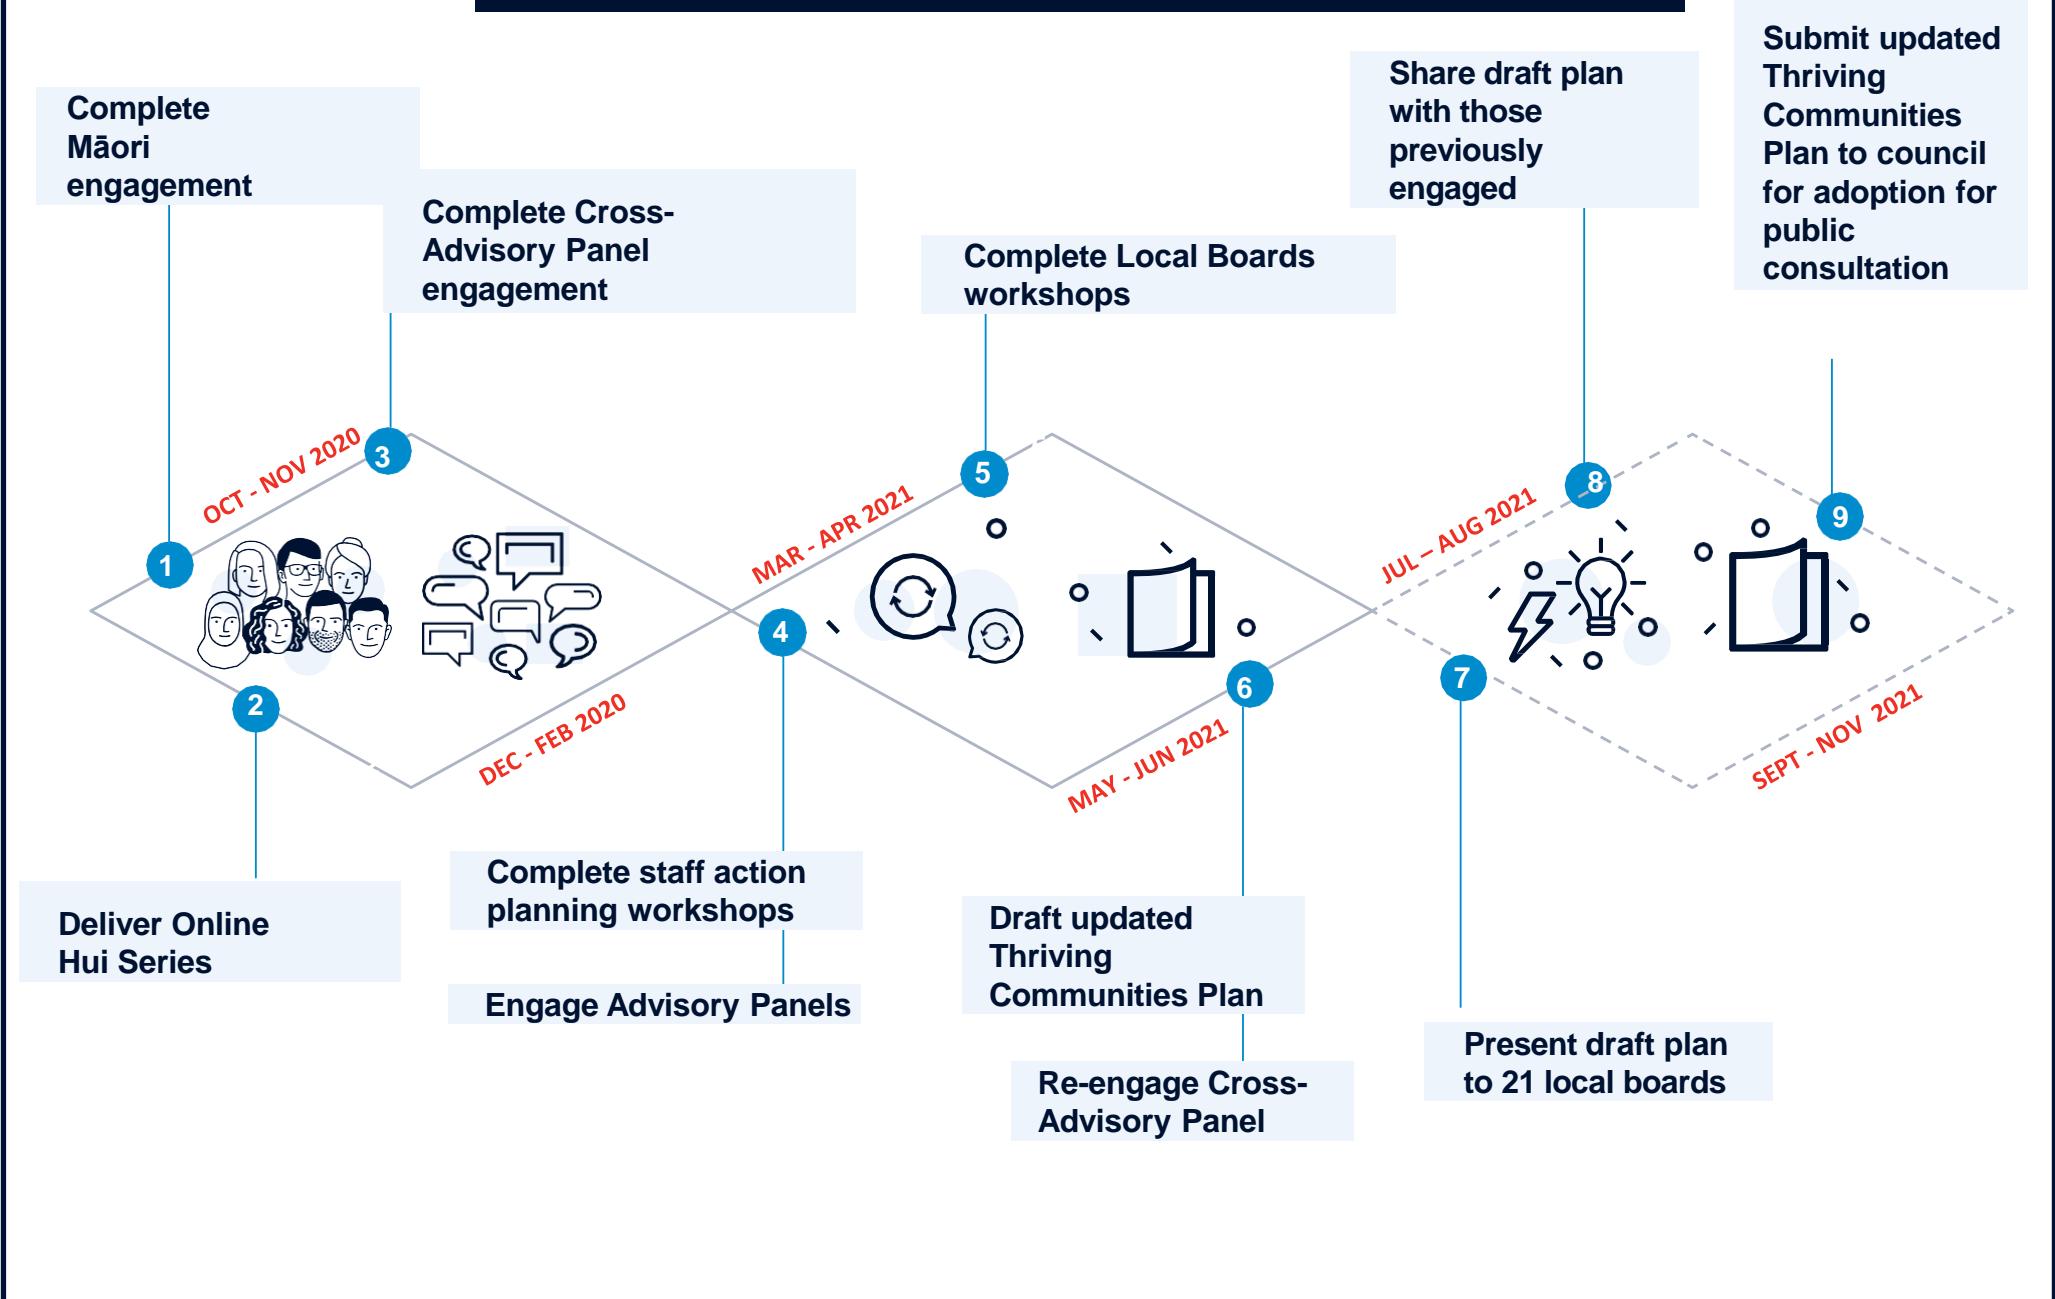 Complete
Māori
engagement
1
OCT - NOV 2020
Deliver Online
Hui Series
2
Complete Cross-
Advisory Panel
engagement
3
DEC - FEB 2020
4
Complete staff action
planning workshops
Engage Advisory Panels
MAR - APR 2021
Complete Local Boards
workshops
5
MAY - JUN 2021
6
Draft updated
Thriving
Communities Plan
Re-engage Cross-
Advisory Panel
JUL – AUG 2021
7
Present draft plan
to 21 local boards
Share draft plan
with those
previously
engaged
8
SEPT - NOV 2021
Submit updated
Thriving
Communities
Plan to council
for adoption for
public
consultation
9